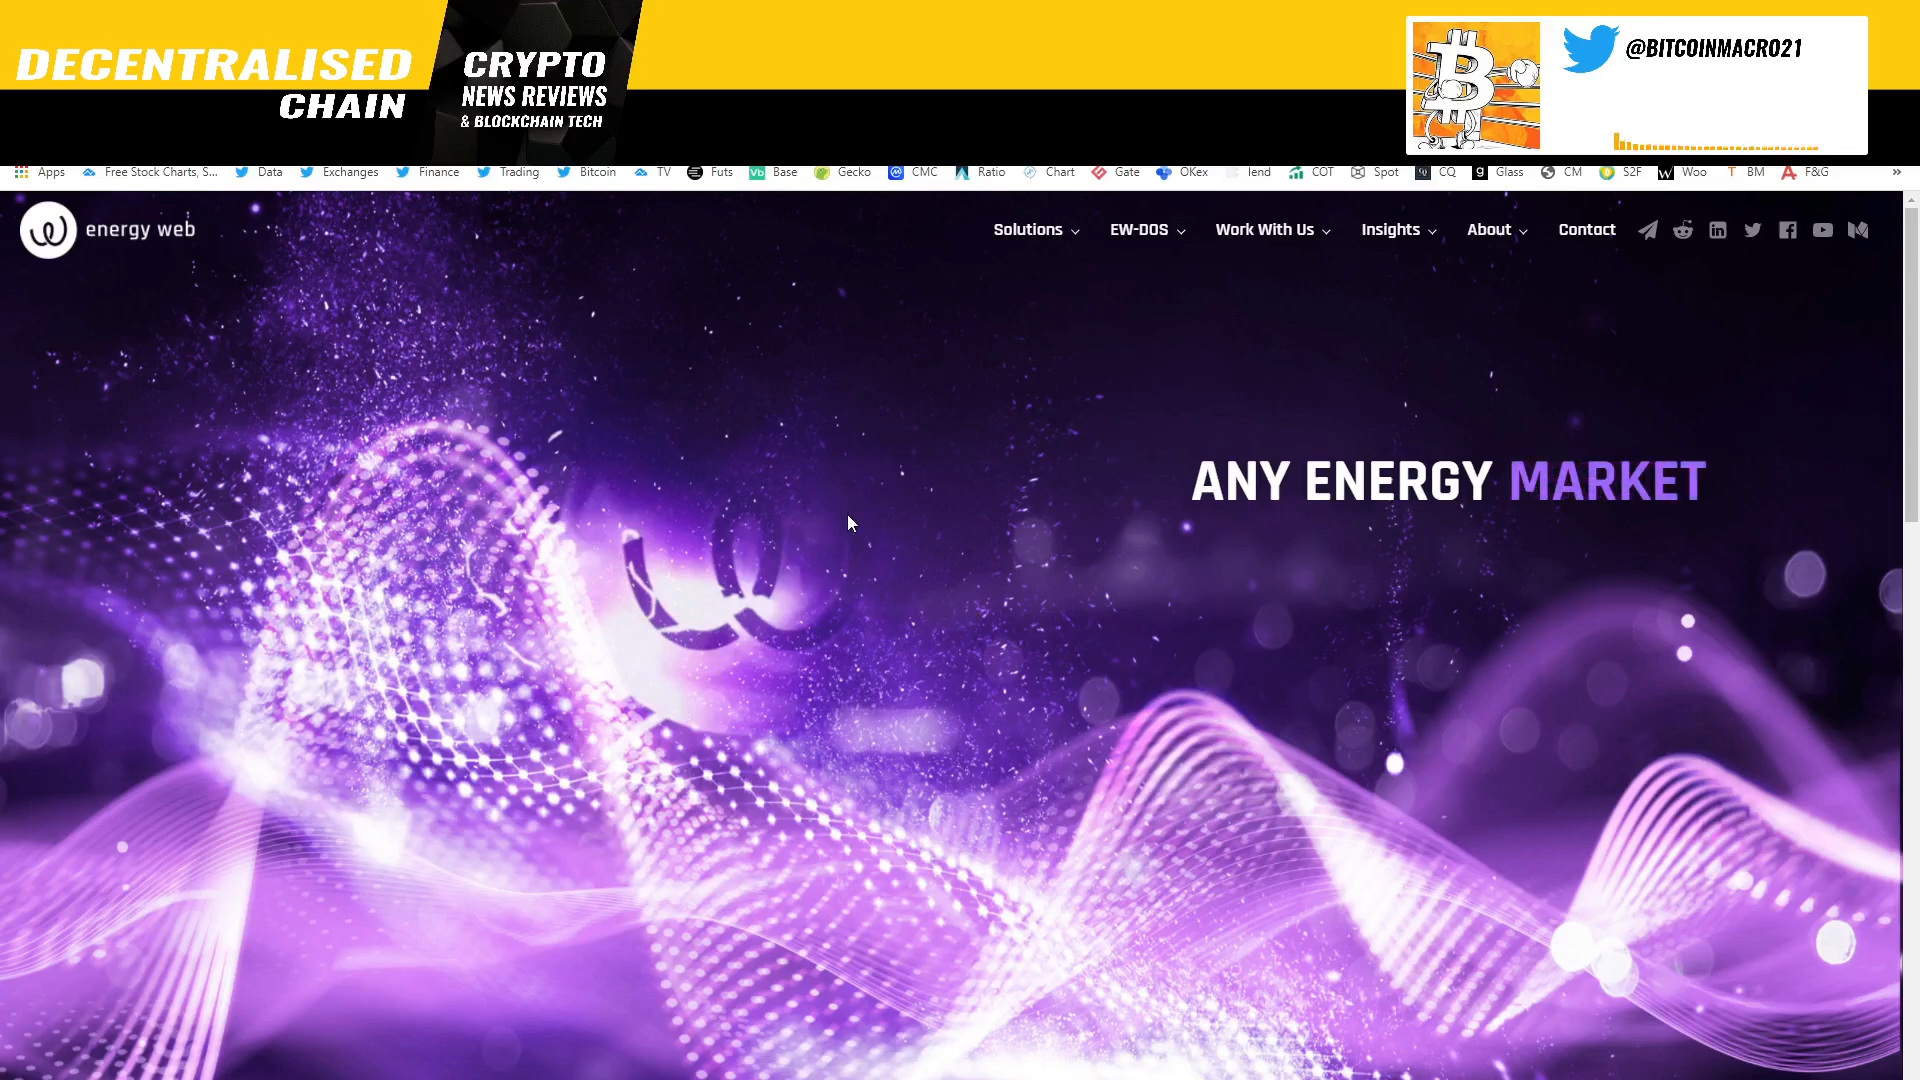 DECENTRALISED
CHAIN
CRYPTO
NEWS REVIEWS
& BLOCKCHAIN TECH
@BITCOINMACRO21
Apps Free Stock Charts, S... Data Exchanges Finance Trading Bitcoin TV Futs Base Gecko CMC Ratio Chart Gate OKex lend COT Spot CQ Glass CM S2F Woo BM F&G »
energy web
Solutions EW-DOS Work With Us Insights About Contact
ANY ENERGY MARKET